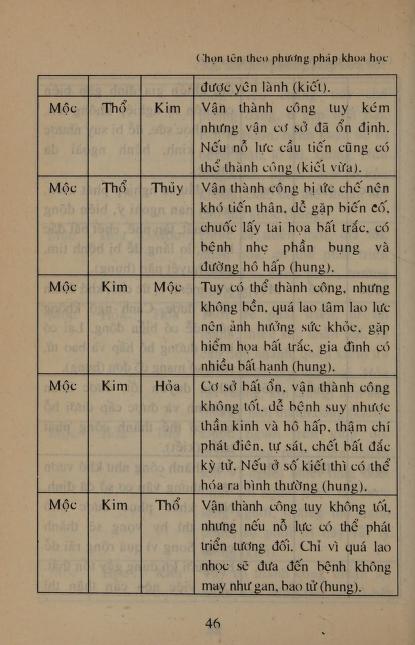 Chọn tên theo phương pháp khoa học
được yên lành (kiết).
Mộc Thổ Kim Vận thành công tuy kém
nhưng vận cơ sở đã ổn định.
Nếu nỗ lực cầu tiến cũng có
thể thành công (kiết vừa).
Mộc Thổ Thủy Vận thành công bị ức chế nên
khó tiến thân, dễ gặp biến cố,
chuốc lấy tai họa bất trắc, có
bệnh nhẹ phần bụng và
đường hô hấp (hung).
Mộc Kim Mộc Tuy có thể thành công, nhưng
không bền, quá lao tâm lao lực
nên ảnh hưởng sức khỏe, gặp
hiểm họa bất trắc, gia đình có
nhiều bất hạnh (hung).
Mộc Kim Hỏa Cơ sở bất ổn, vận thành công
không tốt, dễ bệnh suy nhược
thần kinh và hô hấp, thậm chí
phát điên, tự sát, chết bất đắc
kỳ tử. Nếu ở số kiết thì có thể
hóa ra bình thường (hung).
Mộc Kim Thổ Vận thành công tuy không tốt,
nhưng nếu nỗ lực có thể phát
triển tương đối. Chỉ vì quá lao
nhọc sẽ đưa đến bệnh không
may như gan, bao tử (hung).
46